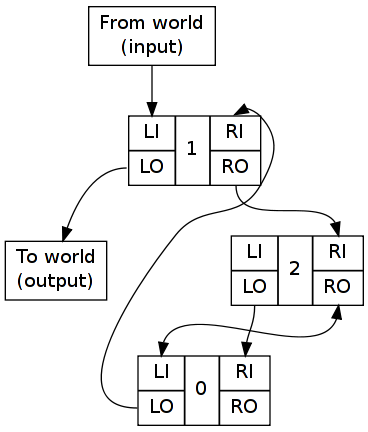 From world
(input)
LI
1
RI
LO
RO
To world
(output)
LI
2
RI
LO
RO
LI
0
RI
LO
RO